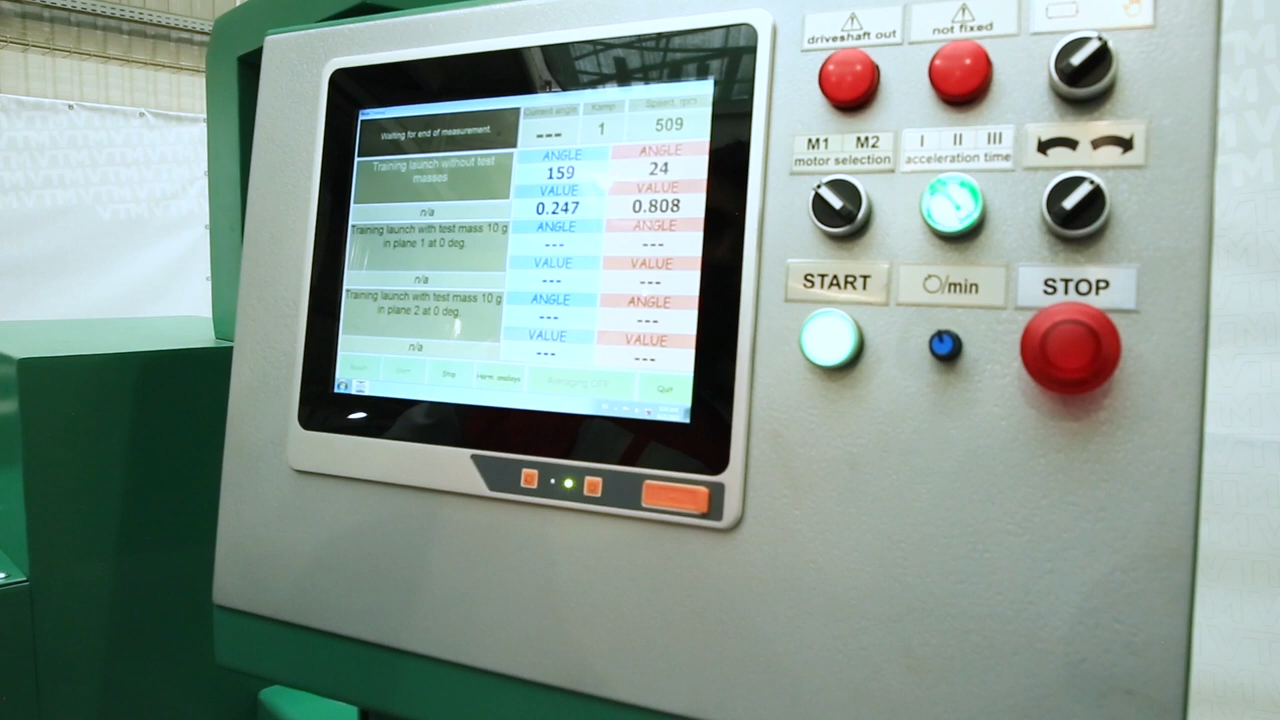 Waiting for end of measurement.
Current angle
Kamp
Speed, rpm
---
1
509
Training launch without test
masses
n/a
ANGLE
ANGLE
159
24
VALUE
VALUE
0.247
0.808
Training launch with test mass 10 g
in plane 1 at 0 deg.
n/a
ANGLE
ANGLE
---
---
VALUE
VALUE
---
---
Training launch with test mass 10 g
in plane 2 at 0 deg.
n/a
ANGLE
ANGLE
---
---
VALUE
VALUE
---
---
Start
Stop
Harm. analisys
Averaging OFF
Quit
driveshaft out
not fixed
M1 M2
motor selection
I II III
acceleration time
START
/min
STOP